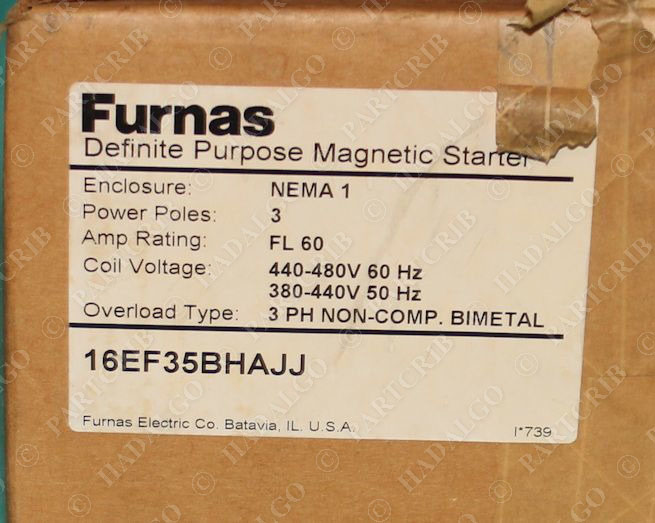 Furnas
Definite Purpose Magnetic Starter
Enclosure: NEMA 1
Power Poles: 3
Amp Rating: FL 60
Coil Voltage: 440-480V 60 Hz
380-440V 50 Hz
Overload Type: 3 PH NON-COMP. BIMETAL
16EF35BHAJJ
Furnas Electric Co. Batavia, IL. U.S.A. I*739
© PARTCRIB
© HADALGO